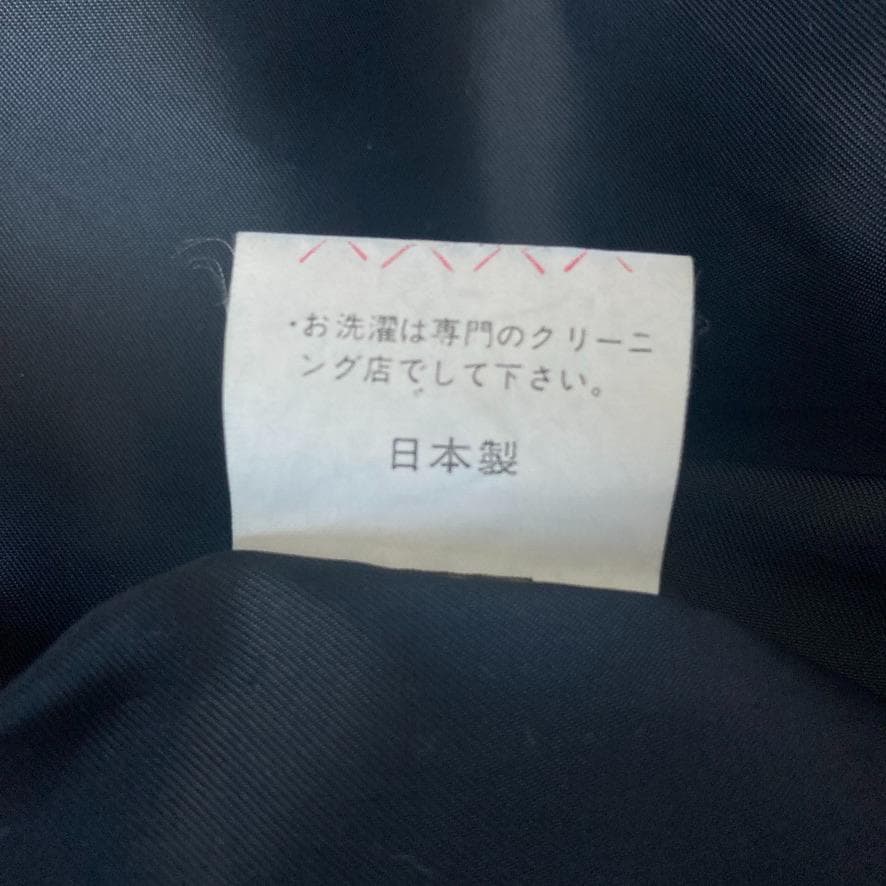 ・お洗濯は専門のクリーニ
ング店でして下さい。
日本製